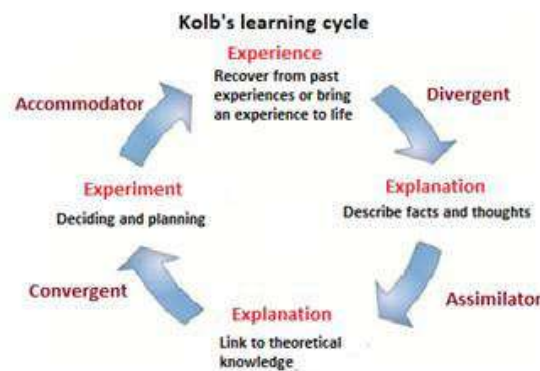 Kolb's learning cycle
Experience
Recover from past
experiences or bring
an experience to life
Accommodator
Divergent
Experiment
Deciding and planning
Explanation
Describe facts and thoughts
Convergent
Assimilator
Explanation
Link to theoretical
knowledge